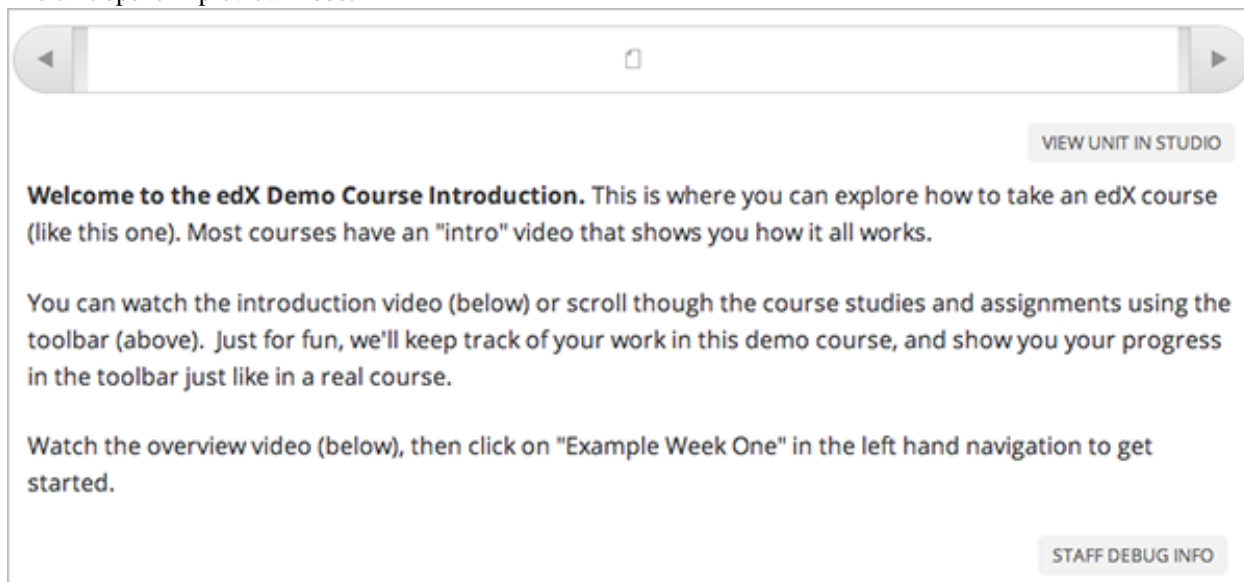 VIEW UNIT IN STUDIO
Welcome to the edX Demo Course Introduction. This is where you can explore how to take an edX course
(like this one). Most courses have an "intro" video that shows you how it all works.
You can watch the introduction video (below) or scroll though the course studies and assignments using the
toolbar (above).  Just for fun, we'll keep track of your work in this demo course, and show you your progress
in the toolbar just like in a real course.
Watch the overview video (below), then click on "Example Week One" in the left hand navigation to get
started.
STAFF DEBUG INFO